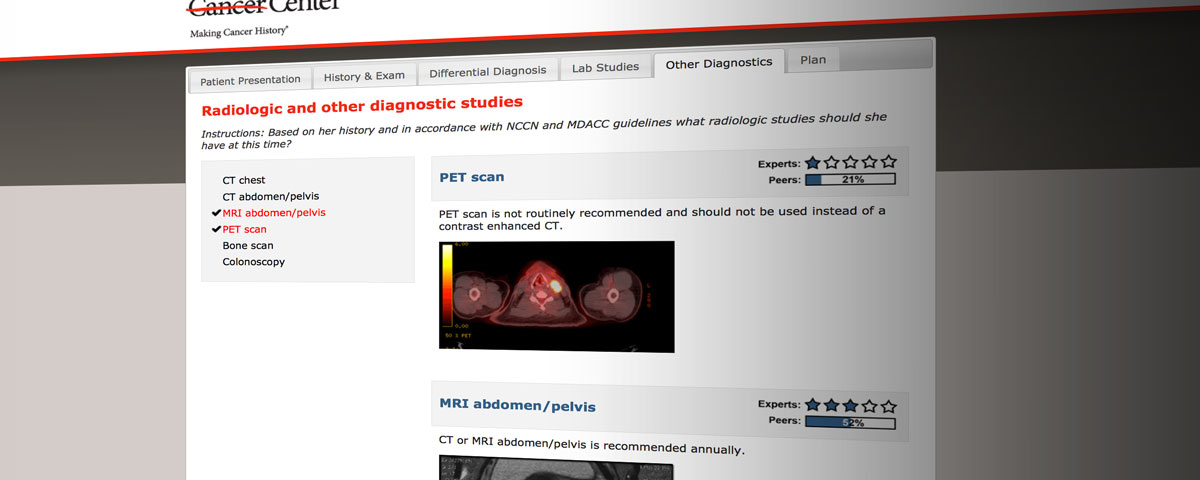 Cancer Center
Making Cancer History®
Patient Presentation
History & Exam
Differential Diagnosis
Lab Studies
Other Diagnostics
Plan
Radiologic and other diagnostic studies
Instructions: Based on her history and in accordance with NCCN and MDACC guidelines what radiologic studies should she
have at this time?
CT chest
CT abdomen/pelvis
MRI abdomen/pelvis
PET scan
Bone scan
Colonoscopy
PET scan
Experts:
Peers: 21%
PET scan is not routinely recommended and should not be used instead of a
contrast enhanced CT.
6.00
0.00
50 % PET
MRI abdomen/pelvis
Experts:
Peers: 52%
CT or MRI abdomen/pelvis is recommended annually.